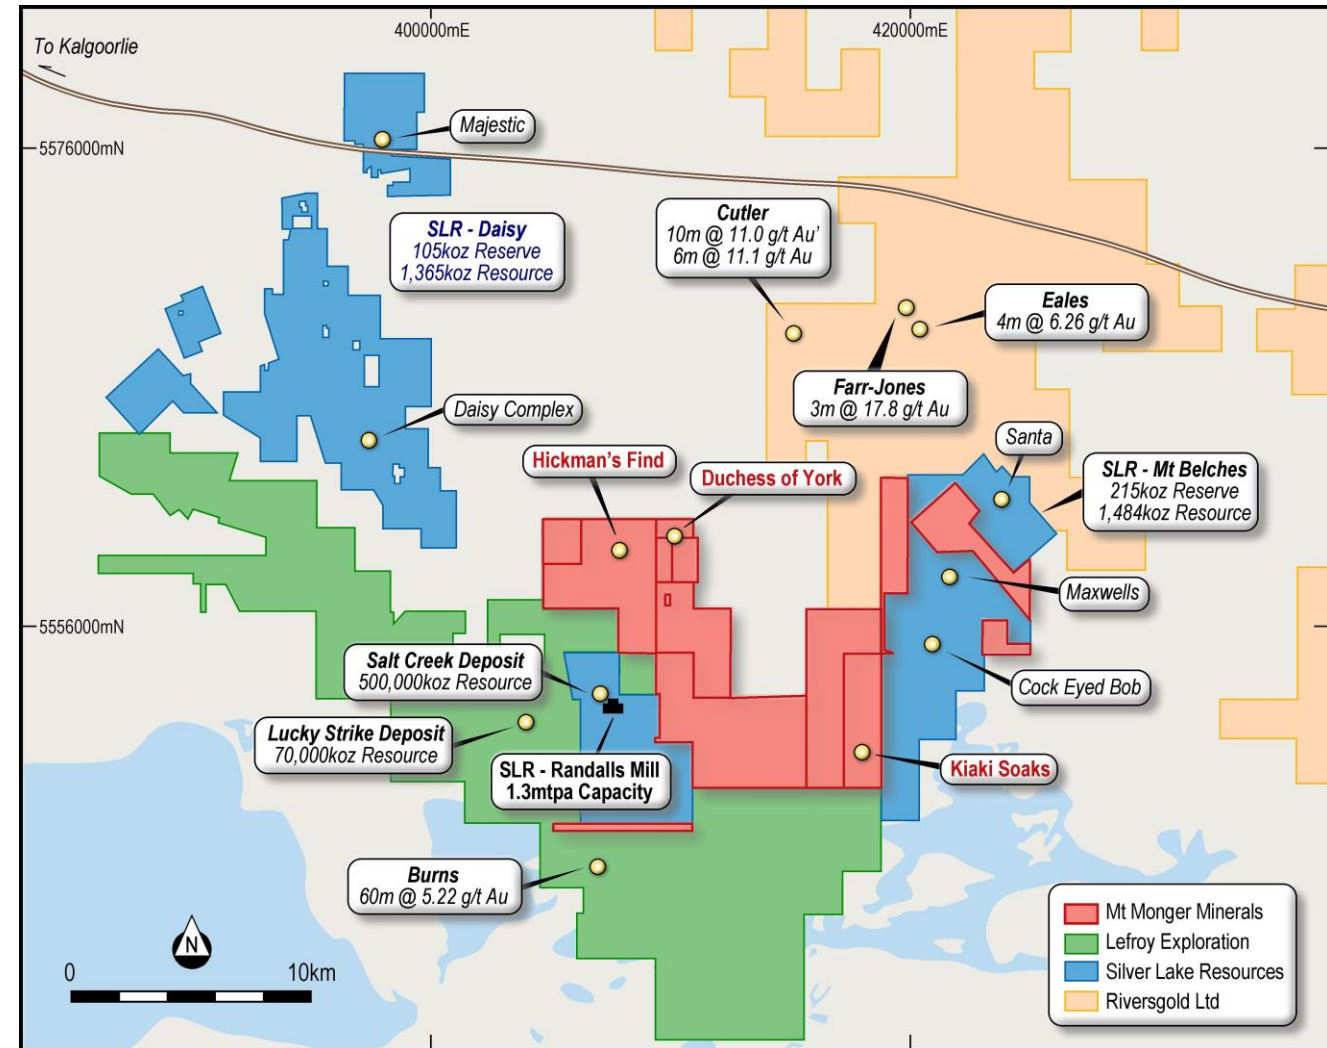 400000mE
420000mE
To Kalgoorlie
Majestic
5576000mN
SLR - Daisy
105koz Reserve
1,365koz Resource
Cutler
10m @ 11.0 g/t Au'
6m @ 11.1 g/t Au
Eales
4m @ 6.26 g/t Au
Farr-Jones
3m @ 17.8 g/t Au
Daisy Complex
Santa
Hickman's Find
Duchess of York
SLR - Mt Belches
215koz Reserve
1,484koz Resource
Maxwells
5556000mN
Salt Creek Deposit
500,000koz Resource
Cock Eyed Bob
Lucky Strike Deposit
70,000koz Resource
SLR - Randalls Mill
1.3mtpa Capacity
Kiaki Soaks
Burns
60m @ 5.22 g/t Au
N
0
10km
Mt Monger Minerals
Lefroy Exploration
Silver Lake Resources
Riversgold Ltd